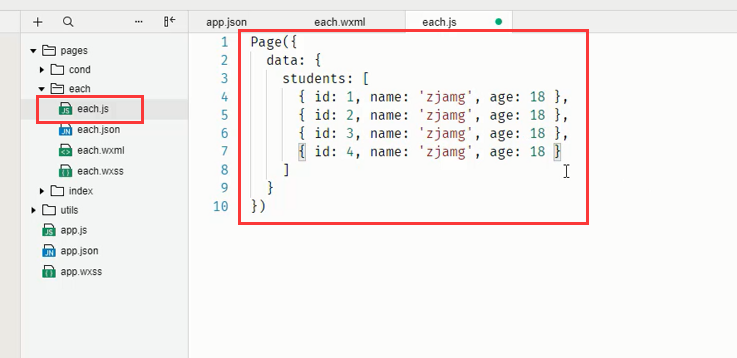 app.json
each.wxml
each.js
pages
cond
each
each.js
each.json
each.wxml
each.wxss
index
utils
app.js
app.json
app.wxss
1 Page({
2 data: {
3 students: [
4 { id: 1, name: 'zjamg', age: 18 },
5 { id: 2, name: 'zjamg', age: 18 },
6 { id: 3, name: 'zjamg', age: 18 },
7 { id: 4, name: 'zjamg', age: 18 }
8 ]
9 }
10 })